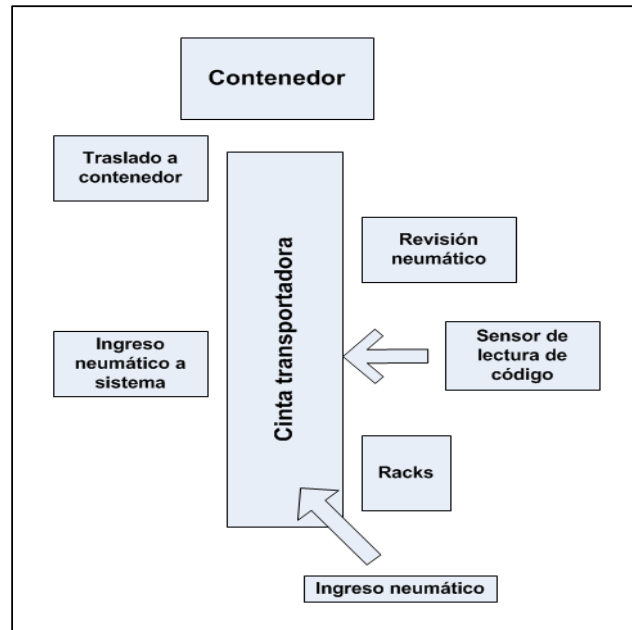 Contenedor
Traslado a
contenedor
Cinta transportadora
Revisión
neumático
Ingreso
neumático a
sistema
Sensor de
lectura de
código
Racks
Ingreso neumático